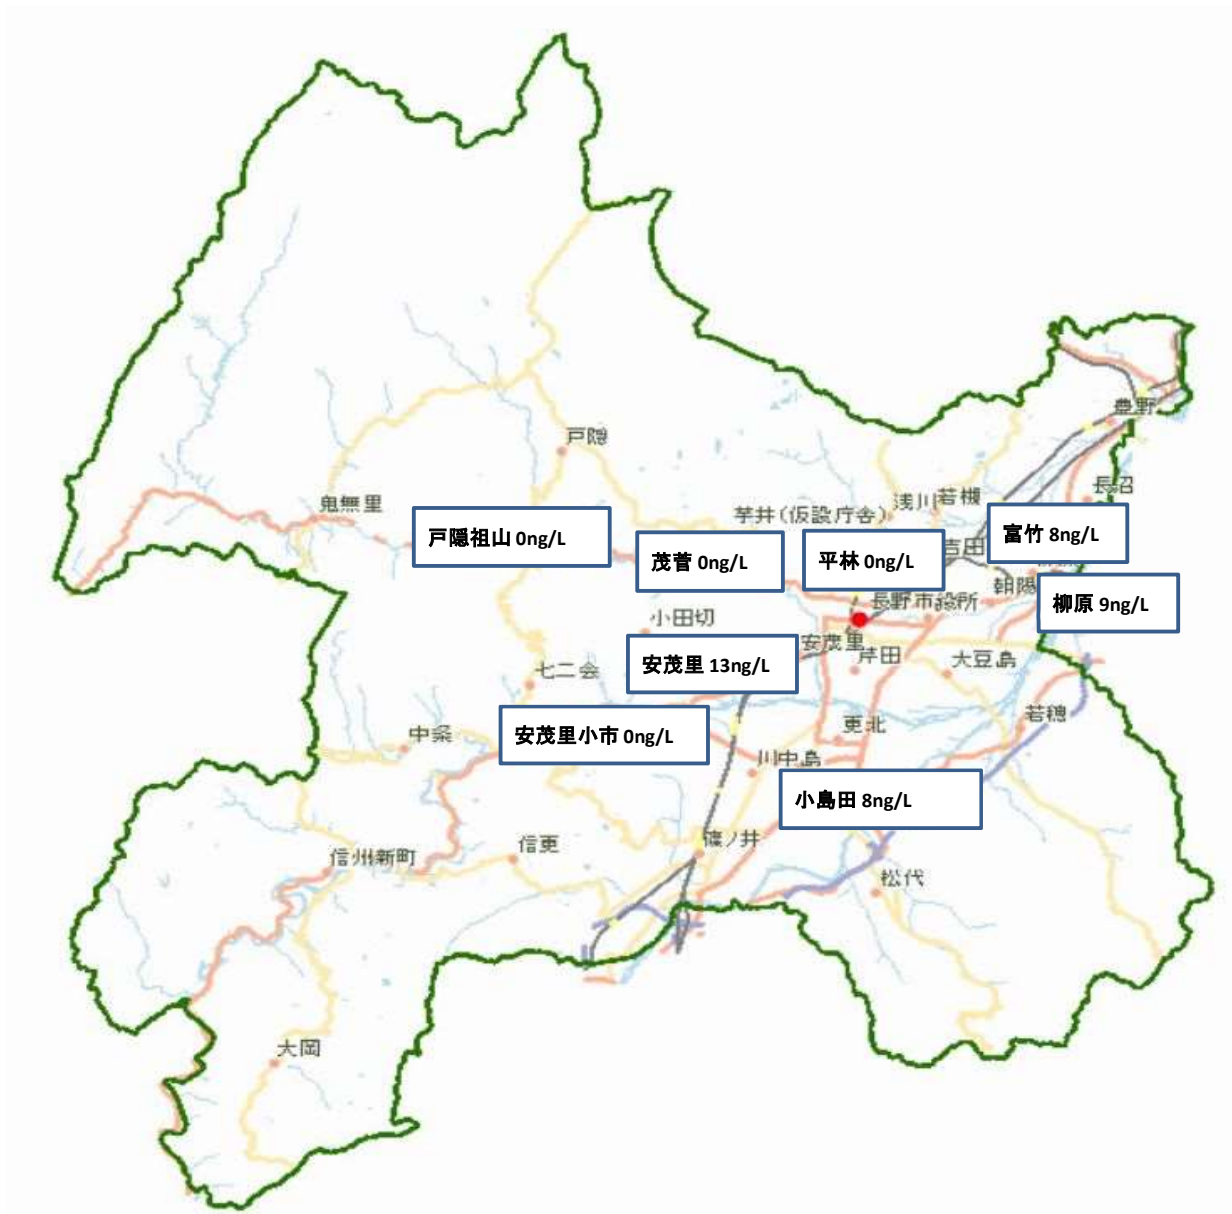 豊野
戸隠
長沼
鬼無里
浅川
若槻
芋井(仮設庁舎)
戸隠祖山 0ng/L
富竹 8ng/L
茂菅 0ng/L
平林 0ng/L
吉田
朝陽
柳原 9ng/L
長野市役所
小田切
安茂里
芹田
大豆島
安茂里 13ng/L
七二会
若穂
安茂里小市 0ng/L
中条
更北
川中島
小島田 8ng/L
篠ノ井
信更
信州新町
松代
大岡